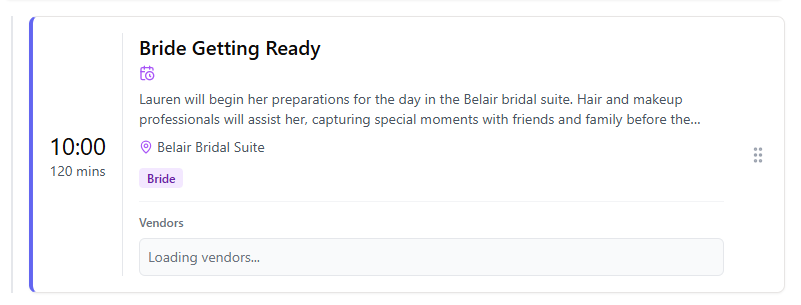 Bride Getting Ready
Lauren will begin her preparations for the day in the Belair bridal suite. Hair and makeup
professionals will assist her, capturing special moments with friends and family before the...
10:00
120 mins
Belair Bridal Suite
Bride
Vendors
Loading vendors...